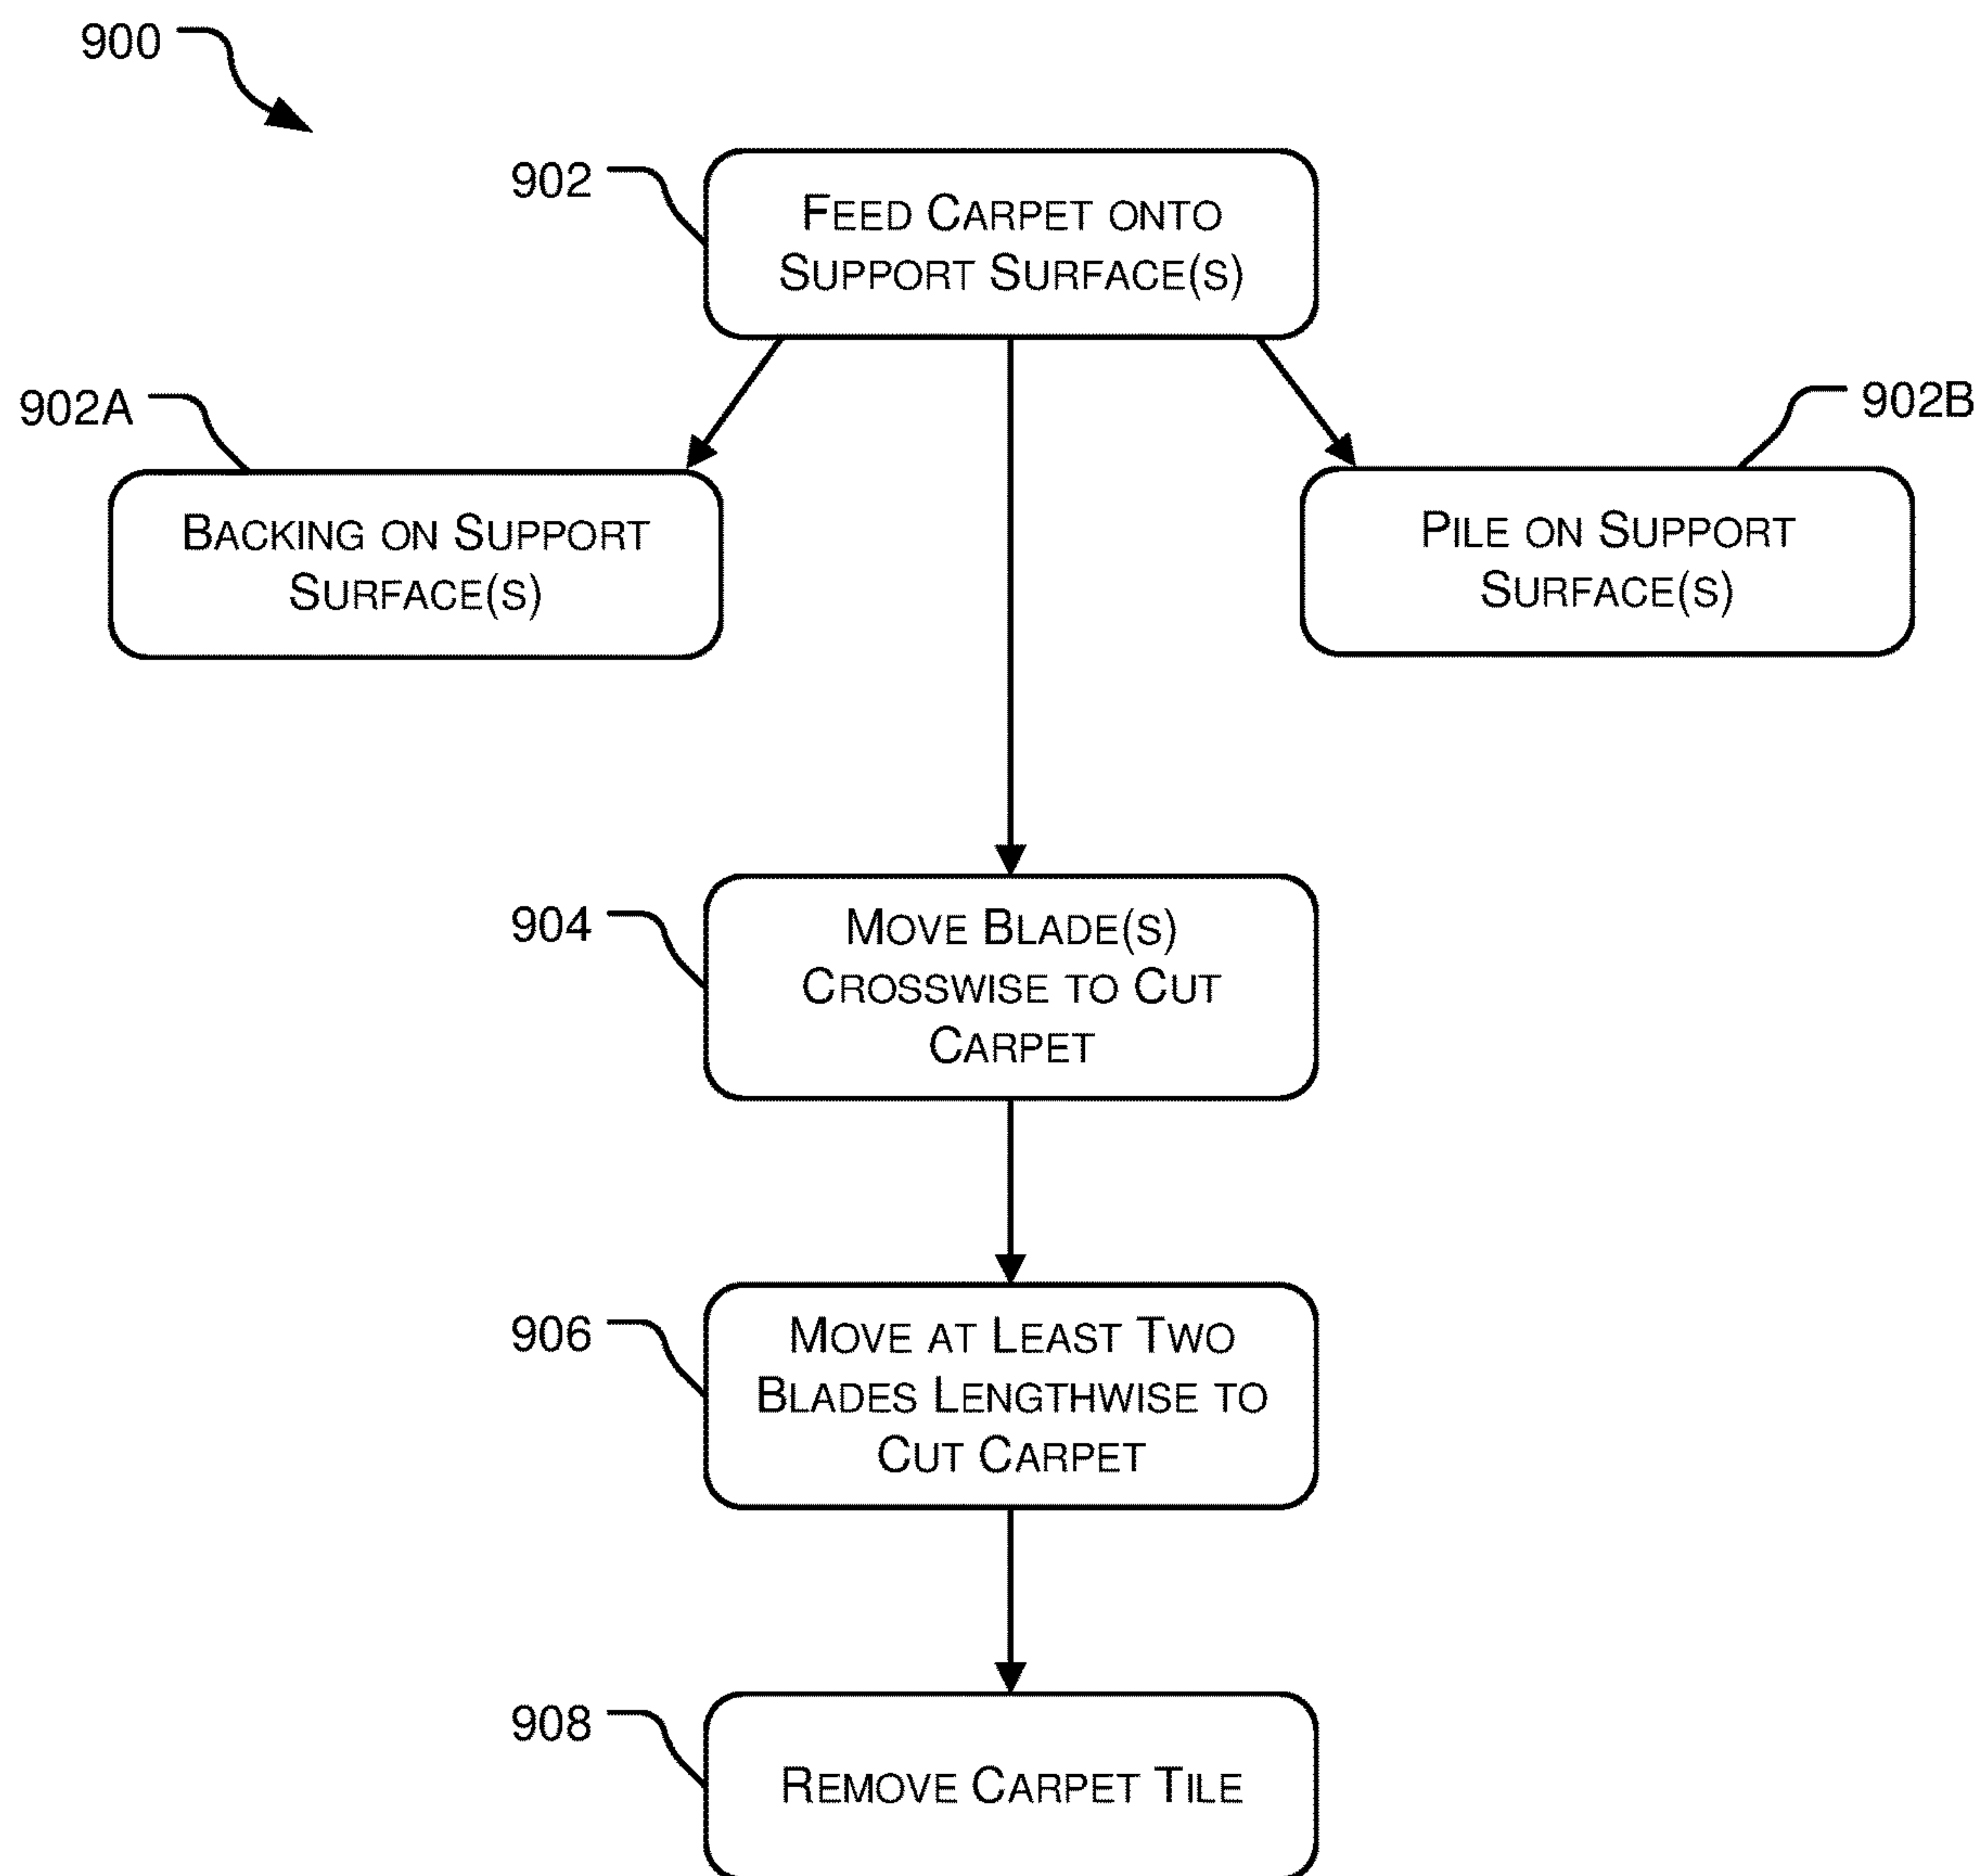 900
902
FEED CARPET ONTO
SUPPORT SURFACE(S)
902A
902B
BACKING ON SUPPORT
SURFACE(S)
PILE ON SUPPORT
SURFACE(S)
904
MOVE BLADE(S)
CROSSWISE TO CUT
CARPET
906
MOVE AT LEAST TWO
BLADES LENGTHWISE TO
CUT CARPET
908
REMOVE CARPET TILE